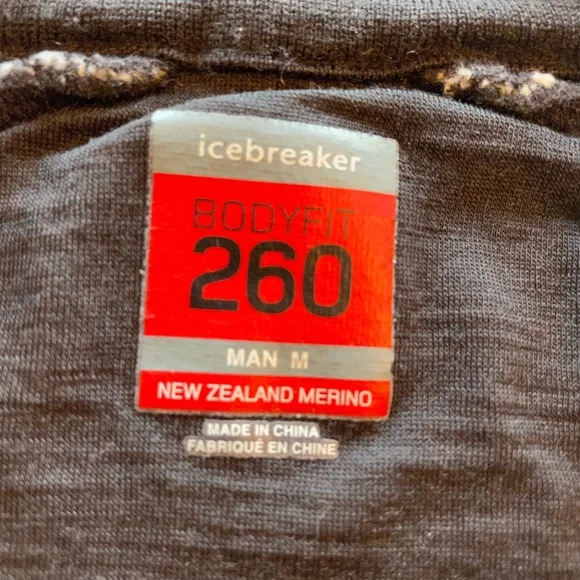 icebreaker
BODYFIT
260
MAN M
NEW ZEALAND MERINO
MADE IN CHINA
FABRIQUÉ EN CHINE